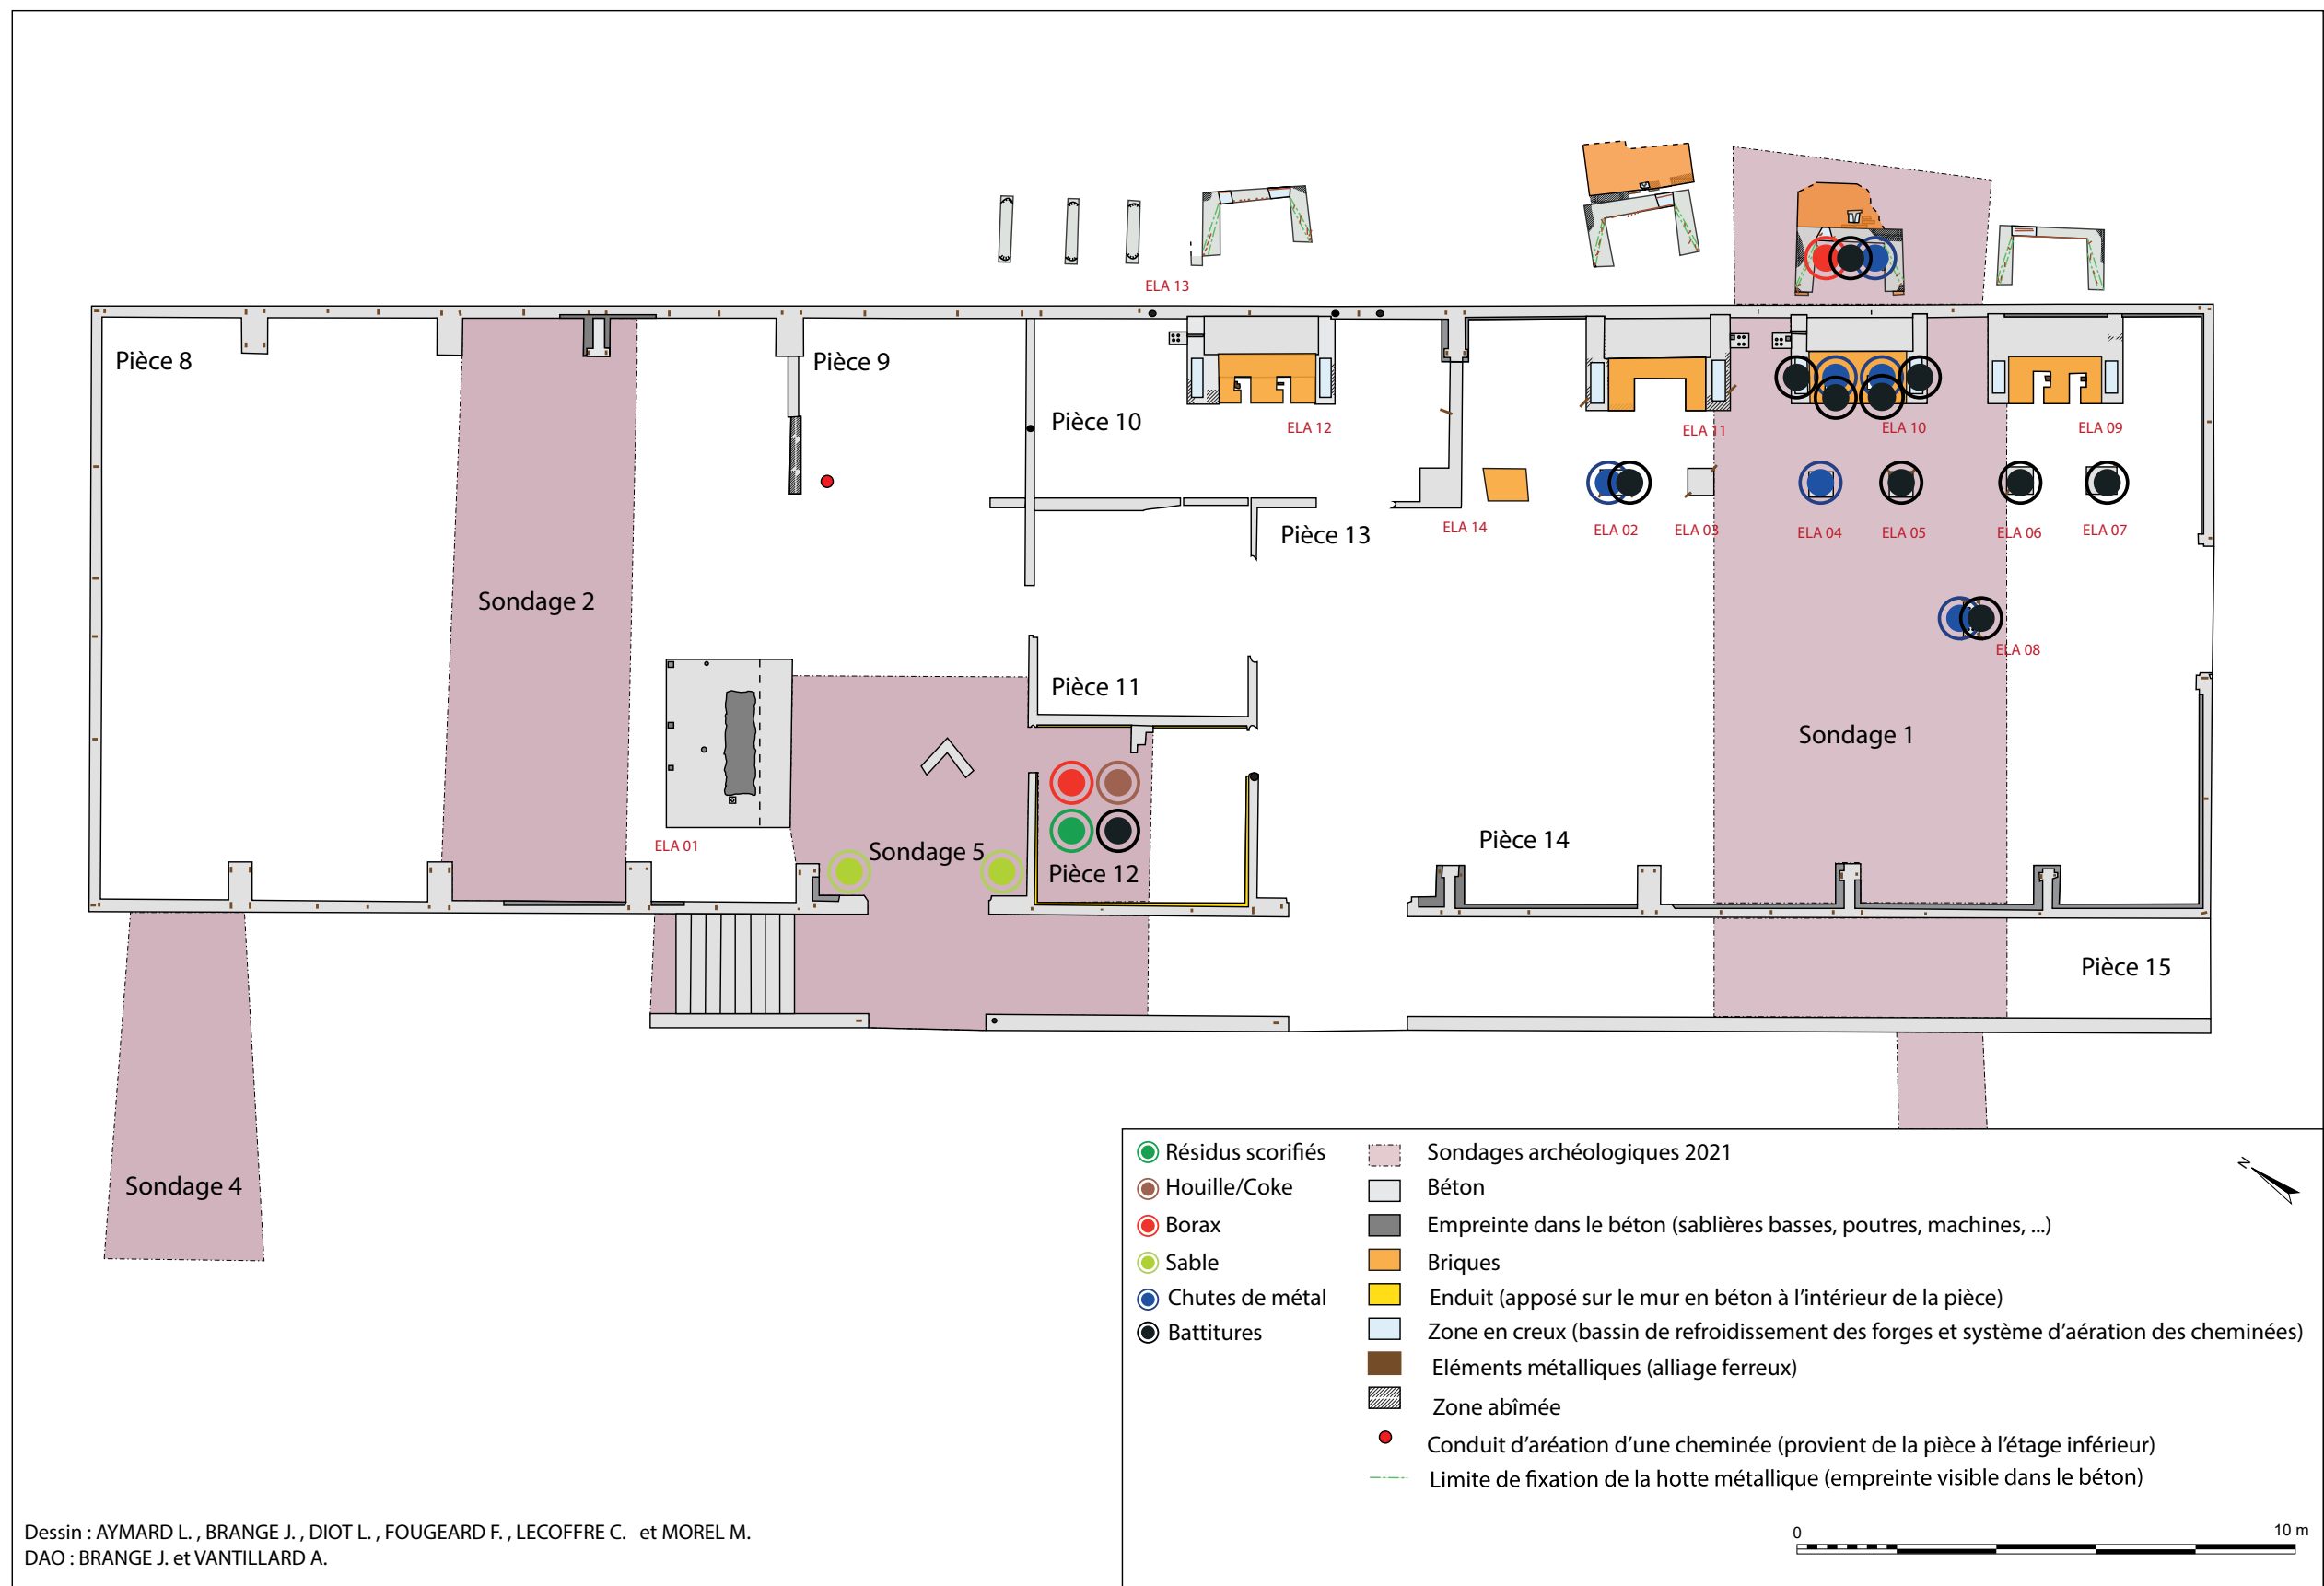 ELA 13
Pièce 8
Pièce 9
Pièce 10
ELA 12
ELA 11
ELA 10
ELA 09
Pièce 13
ELA 14
ELA 02
ELA 03
ELA 04
ELA 05
ELA 06
ELA 07
Sondage 2
ELA 08
Pièce 11
Sondage 1
ELA 01
Sondage 5
Pièce 12
Pièce 14
Pièce 15
Sondage 4
Résidus scorifiés
Houille/Coke
Borax
Sable
Chutes de métal
Battitures
Sondages archéologiques 2021
Béton
Empreinte dans le béton (sablières basses, poutres, machines, ...)
Briques
Enduit (apposé sur le mur en béton à l'intérieur de la pièce)
Zone en creux (bassin de refroidissement des forges et système d'aération des cheminées)
Eléments métalliques (alliage ferreux)
Zone abîmée
Conduit d'aréation d'une cheminée (provient de la pièce à l'étage inférieur)
Limite de fixation de la hotte métallique (empreinte visible dans le béton)
N
0 10 m
Dessin : AYMARD L. , BRANGE J. , DIOT L. , FOUGEARD F. , LECOFFRE C. et MOREL M.
DAO : BRANGE J. et VANTILLARD A.